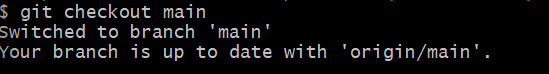 $ git checkout main
Switched to branch 'main'
Your branch is up to date with 'origin/main'.